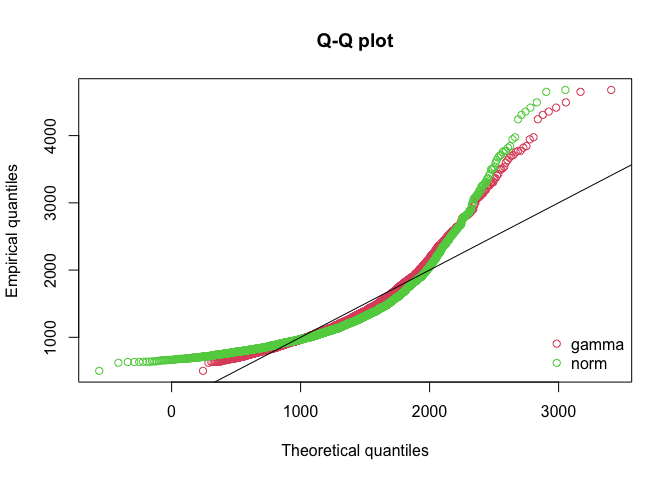 Q-Q plot
Empirical quantiles
4000
3000
2000
1000
gamma
norm
0 1000 2000 3000
Theoretical quantiles